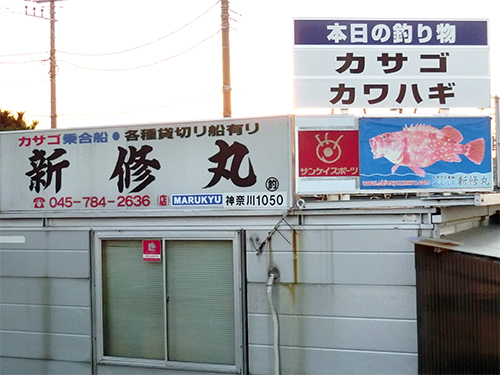 本日の釣り物
カサゴ
カワハギ
カサゴ乗合船●各種貸切り船有り
新修丸
釣
☎045-784-2636 店 MARUKYU 神奈川1050
サンケイスポーツ
新修丸